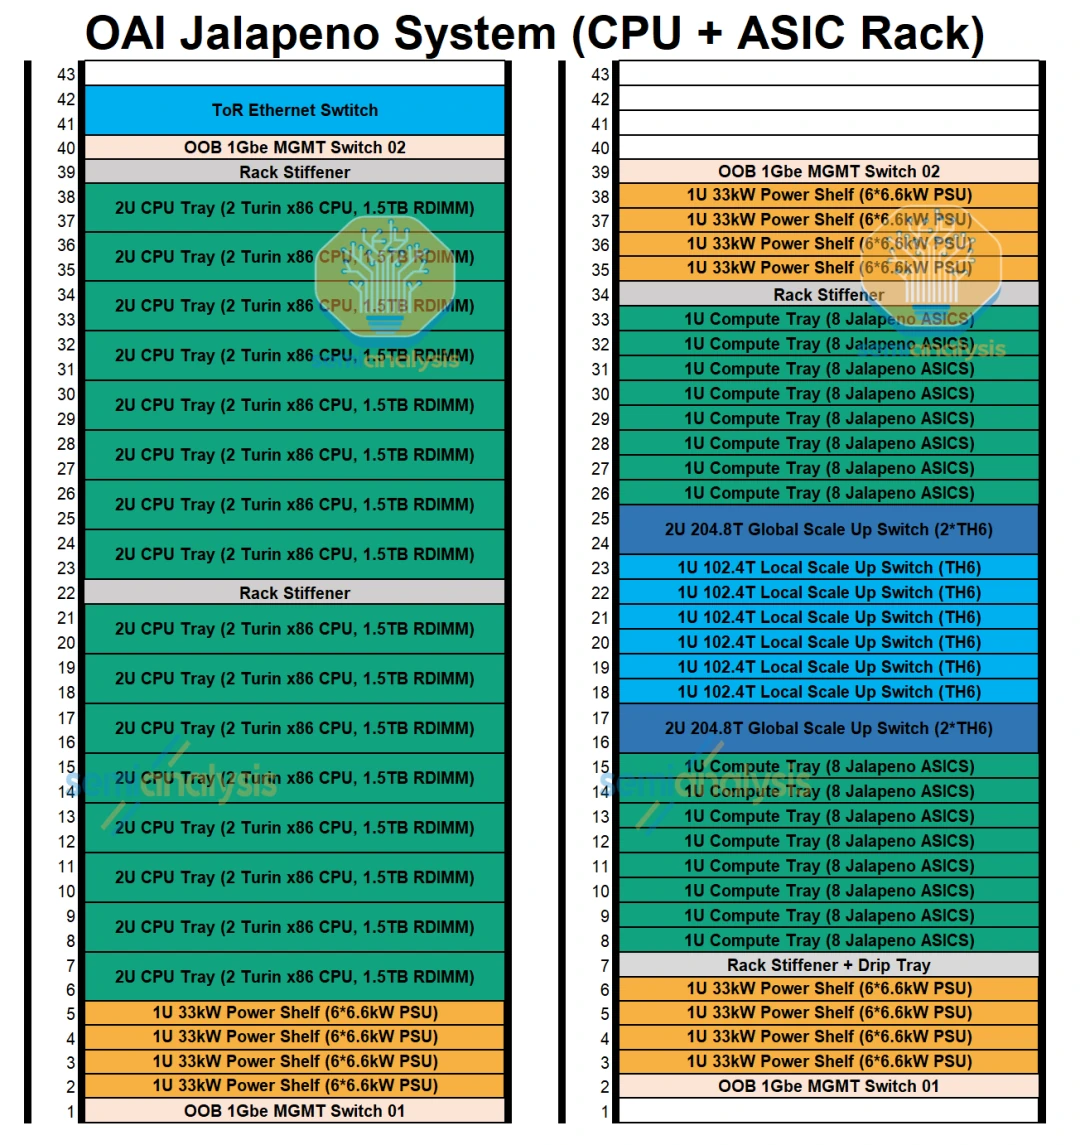 OAI Jalapeno System (CPU + ASIC Rack)
43
42
ToR Ethernet Swtitch
41
40 OOB 1Gbe MGMT Switch 02
39 Rack Stiffener
38
2U CPU Tray (2 Turin x86 CPU, 1.5TB RDIMM)
37
36
2U CPU Tray (2 Turin x86 CPU, 1.5TB RDIMM)
35
34
2U CPU Tray (2 Turin x86 CPU, 1.5TB RDIMM)
33
32
2U CPU Tray (2 Turin x86 CPU, 1.5TB RDIMM)
31
30
2U CPU Tray (2 Turin x86 CPU, 1.5TB RDIMM)
29
28
2U CPU Tray (2 Turin x86 CPU, 1.5TB RDIMM)
27
26
2U CPU Tray (2 Turin x86 CPU, 1.5TB RDIMM)
25
24
2U CPU Tray (2 Turin x86 CPU, 1.5TB RDIMM)
23
22 Rack Stiffener
21
2U CPU Tray (2 Turin x86 CPU, 1.5TB RDIMM)
20
19
2U CPU Tray (2 Turin x86 CPU, 1.5TB RDIMM)
18
17
2U CPU Tray (2 Turin x86 CPU, 1.5TB RDIMM)
16
15
2U CPU Tray (2 Turin x86 CPU, 1.5TB RDIMM)
14
13
2U CPU Tray (2 Turin x86 CPU, 1.5TB RDIMM)
12
11
2U CPU Tray (2 Turin x86 CPU, 1.5TB RDIMM)
10
9
2U CPU Tray (2 Turin x86 CPU, 1.5TB RDIMM)
8
7
2U CPU Tray (2 Turin x86 CPU, 1.5TB RDIMM)
6
5 1U 33kW Power Shelf (6*6.6kW PSU)
4 1U 33kW Power Shelf (6*6.6kW PSU)
3 1U 33kW Power Shelf (6*6.6kW PSU)
2 1U 33kW Power Shelf (6*6.6kW PSU)
1 OOB 1Gbe MGMT Switch 01
semianalysis
semianalysis
43
42
41
40
39 OOB 1Gbe MGMT Switch 02
38 1U 33kW Power Shelf (6*6.6kW PSU)
37 1U 33kW Power Shelf (6*6.6kW PSU)
36 1U 33kW Power Shelf (6*6.6kW PSU)
35 1U 33kW Power Shelf (6*6.6kW PSU)
34 Rack Stiffener
33 1U Compute Tray (8 Jalapeno ASICS)
32 1U Compute Tray (8 Jalapeno ASICS)
31 1U Compute Tray (8 Jalapeno ASICS)
30 1U Compute Tray (8 Jalapeno ASICS)
29 1U Compute Tray (8 Jalapeno ASICS)
28 1U Compute Tray (8 Jalapeno ASICS)
27 1U Compute Tray (8 Jalapeno ASICS)
26 1U Compute Tray (8 Jalapeno ASICS)
25
2U 204.8T Global Scale Up Switch (2*TH6)
24
23 1U 102.4T Local Scale Up Switch (TH6)
22 1U 102.4T Local Scale Up Switch (TH6)
21 1U 102.4T Local Scale Up Switch (TH6)
20 1U 102.4T Local Scale Up Switch (TH6)
19 1U 102.4T Local Scale Up Switch (TH6)
18 1U 102.4T Local Scale Up Switch (TH6)
17
2U 204.8T Global Scale Up Switch (2*TH6)
16
15 1U Compute Tray (8 Jalapeno ASICS)
14 1U Compute Tray (8 Jalapeno ASICS)
13 1U Compute Tray (8 Jalapeno ASICS)
12 1U Compute Tray (8 Jalapeno ASICS)
11 1U Compute Tray (8 Jalapeno ASICS)
10 1U Compute Tray (8 Jalapeno ASICS)
9 1U Compute Tray (8 Jalapeno ASICS)
8 1U Compute Tray (8 Jalapeno ASICS)
7 Rack Stiffener + Drip Tray
6 1U 33kW Power Shelf (6*6.6kW PSU)
5 1U 33kW Power Shelf (6*6.6kW PSU)
4 1U 33kW Power Shelf (6*6.6kW PSU)
3 1U 33kW Power Shelf (6*6.6kW PSU)
2 OOB 1Gbe MGMT Switch 01
1
semianalysis
semianalysis